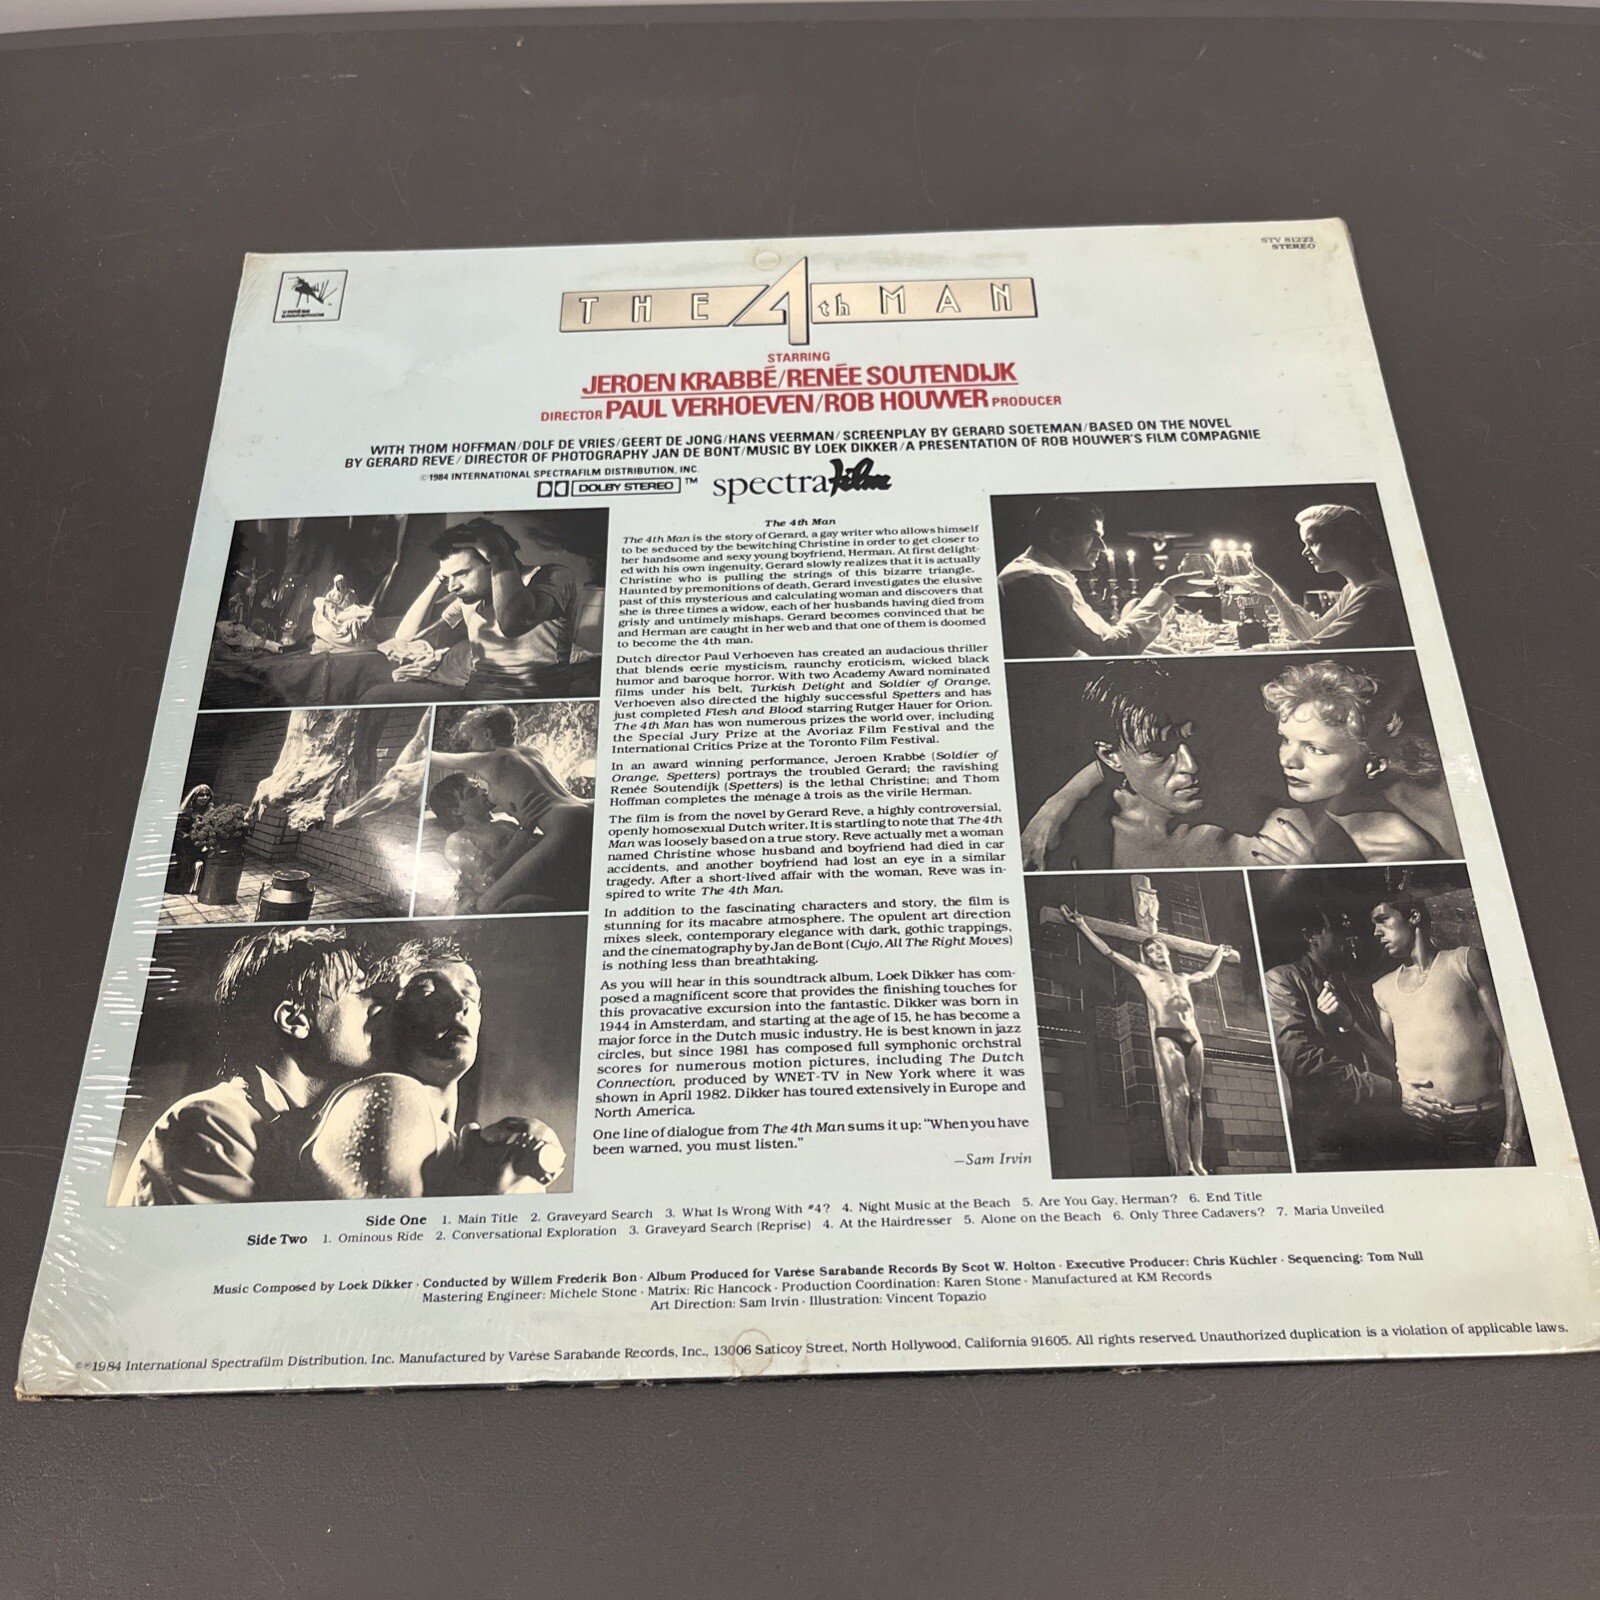 VARÈSE
SARABANDE
STV 81222
STEREO
THE 4th MAN
STARRING
JEROEN KRABBÉ/RENÉE SOUTENDIJK
DIRECTOR PAUL VERHOEVEN/ROB HOUWER PRODUCER
WITH THOM HOFFMAN/DOLF DE VRIES/GEERT DE JONG/HANS VEERMAN/SCREENPLAY BY GERARD SOETEMAN/BASED ON THE NOVEL
BY GERARD REVE/DIRECTOR OF PHOTOGRAPHY JAN DE BONT/MUSIC BY LOEK DIKKER/A PRESENTATION OF ROB HOUWER'S FILM COMPAGNIE
©1984 INTERNATIONAL SPECTRAFILM DISTRIBUTION, INC.
DOLBY STEREO ™ spectrafilm
The 4th Man
The 4th Man is the story of Gerard, a gay writer who allows himself
to be seduced by the bewitching Christine in order to get closer to
her handsome and sexy young boyfriend, Herman. At first delight-
ed with his own ingenuity, Gerard slowly realizes that it is actually
Christine who is pulling the strings of this bizarre triangle.
Haunted by premonitions of death, Gerard investigates the elusive
past of this mysterious and calculating woman and discovers that
she is three times a widow, each of her husbands having died from
grisly and untimely mishaps. Gerard becomes convinced that he
and Herman are caught in her web and that one of them is doomed
to become the 4th man.
Dutch director Paul Verhoeven has created an audacious thriller
that blends eerie mysticism, raunchy eroticism, wicked black
humor and baroque horror. With two Academy Award nominated
films under his belt, Turkish Delight and Soldier of Orange,
Verhoeven also directed the highly successful Spetters and has
just completed Flesh and Blood starring Rutger Hauer for Orion.
The 4th Man has won numerous prizes the world over, including
the Special Jury Prize at the Avoriaz Film Festival and the
International Critics Prize at the Toronto Film Festival.
In an award winning performance, Jeroen Krabbé (Soldier of
Orange, Spetters) portrays the troubled Gerard; the ravishing
Renée Soutendijk (Spetters) is the lethal Christine; and Thom
Hoffman completes the ménage à trois as the virile Herman.
The film is from the novel by Gerard Reve, a highly controversial,
openly homosexual Dutch writer. It is startling to note that The 4th
Man was loosely based on a true story. Reve actually met a woman
named Christine whose husband and boyfriend had died in car
accidents, and another boyfriend had lost an eye in a similar
tragedy. After a short-lived affair with the woman, Reve was in-
spired to write The 4th Man.
In addition to the fascinating characters and story, the film is
stunning for its macabre atmosphere. The opulent art direction
mixes sleek, contemporary elegance with dark, gothic trappings,
and the cinematography by Jan de Bont (Cujo, All The Right Moves)
is nothing less than breathtaking.
As you will hear in this soundtrack album, Loek Dikker has com-
posed a magnificent score that provides the finishing touches for
this provacative excursion into the fantastic. Dikker was born in
1944 in Amsterdam, and starting at the age of 15, he has become a
major force in the Dutch music industry. He is best known in jazz
circles, but since 1981 has composed full symphonic orchstral
scores for numerous motion pictures, including The Dutch
Connection, produced by WNET-TV in New York where it was
shown in April 1982. Dikker has toured extensively in Europe and
North America.
One line of dialogue from The 4th Man sums it up: "When you have
been warned, you must listen."
—Sam Irvin
Side One 1. Main Title 2. Graveyard Search 3. What Is Wrong With #4? 4. Night Music at the Beach 5. Are You Gay, Herman? 6. End Title
Side Two 1. Ominous Ride 2. Conversational Exploration 3. Graveyard Search (Reprise) 4. At the Hairdresser 5. Alone on the Beach 6. Only Three Cadavers? 7. Maria Unveiled
Music Composed by Loek Dikker · Conducted by Willem Frederik Bon · Album Produced for Varèse Sarabande Records By Scot W. Holton · Executive Producer: Chris Küchler · Sequencing: Tom Null
Mastering Engineer: Michele Stone · Matrix: Ric Hancock · Production Coordination: Karen Stone · Manufactured at KM Records
Art Direction: Sam Irvin · Illustration: Vincent Topazio
©℗1984 International Spectrafilm Distribution, Inc. Manufactured by Varèse Sarabande Records, Inc., 13006 Saticoy Street, North Hollywood, California 91605. All rights reserved. Unauthorized duplication is a violation of applicable laws.